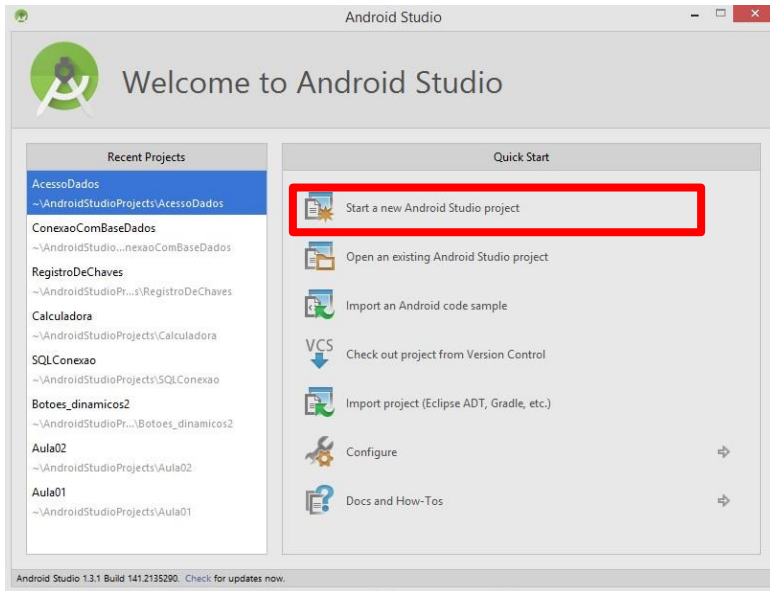 Android Studio
Welcome to Android Studio
Recent Projects
AcessoDados
~\AndroidStudioProjects\AcessoDados
ConexaoComBaseDados
~\AndroidStudio...nexaoComBaseDados
RegistroDeChaves
~\AndroidStudioPr...s\RegistroDeChaves
Calculadora
~\AndroidStudioProjects\Calculadora
SQLConexao
~\AndroidStudioProjects\SQLConexao
Botoes_dinamicos2
~\AndroidStudioPr...\Botoes_dinamicos2
Aula02
~\AndroidStudioProjects\Aula02
Aula01
~\AndroidStudioProjects\Aula01
Quick Start
Start a new Android Studio project
Open an existing Android Studio project
Import an Android code sample
VCS
Check out project from Version Control
Import project (Eclipse ADT, Gradle, etc.)
Configure
Docs and How-Tos
Android Studio 1.3.1 Build 141.2135290. Check for updates now.